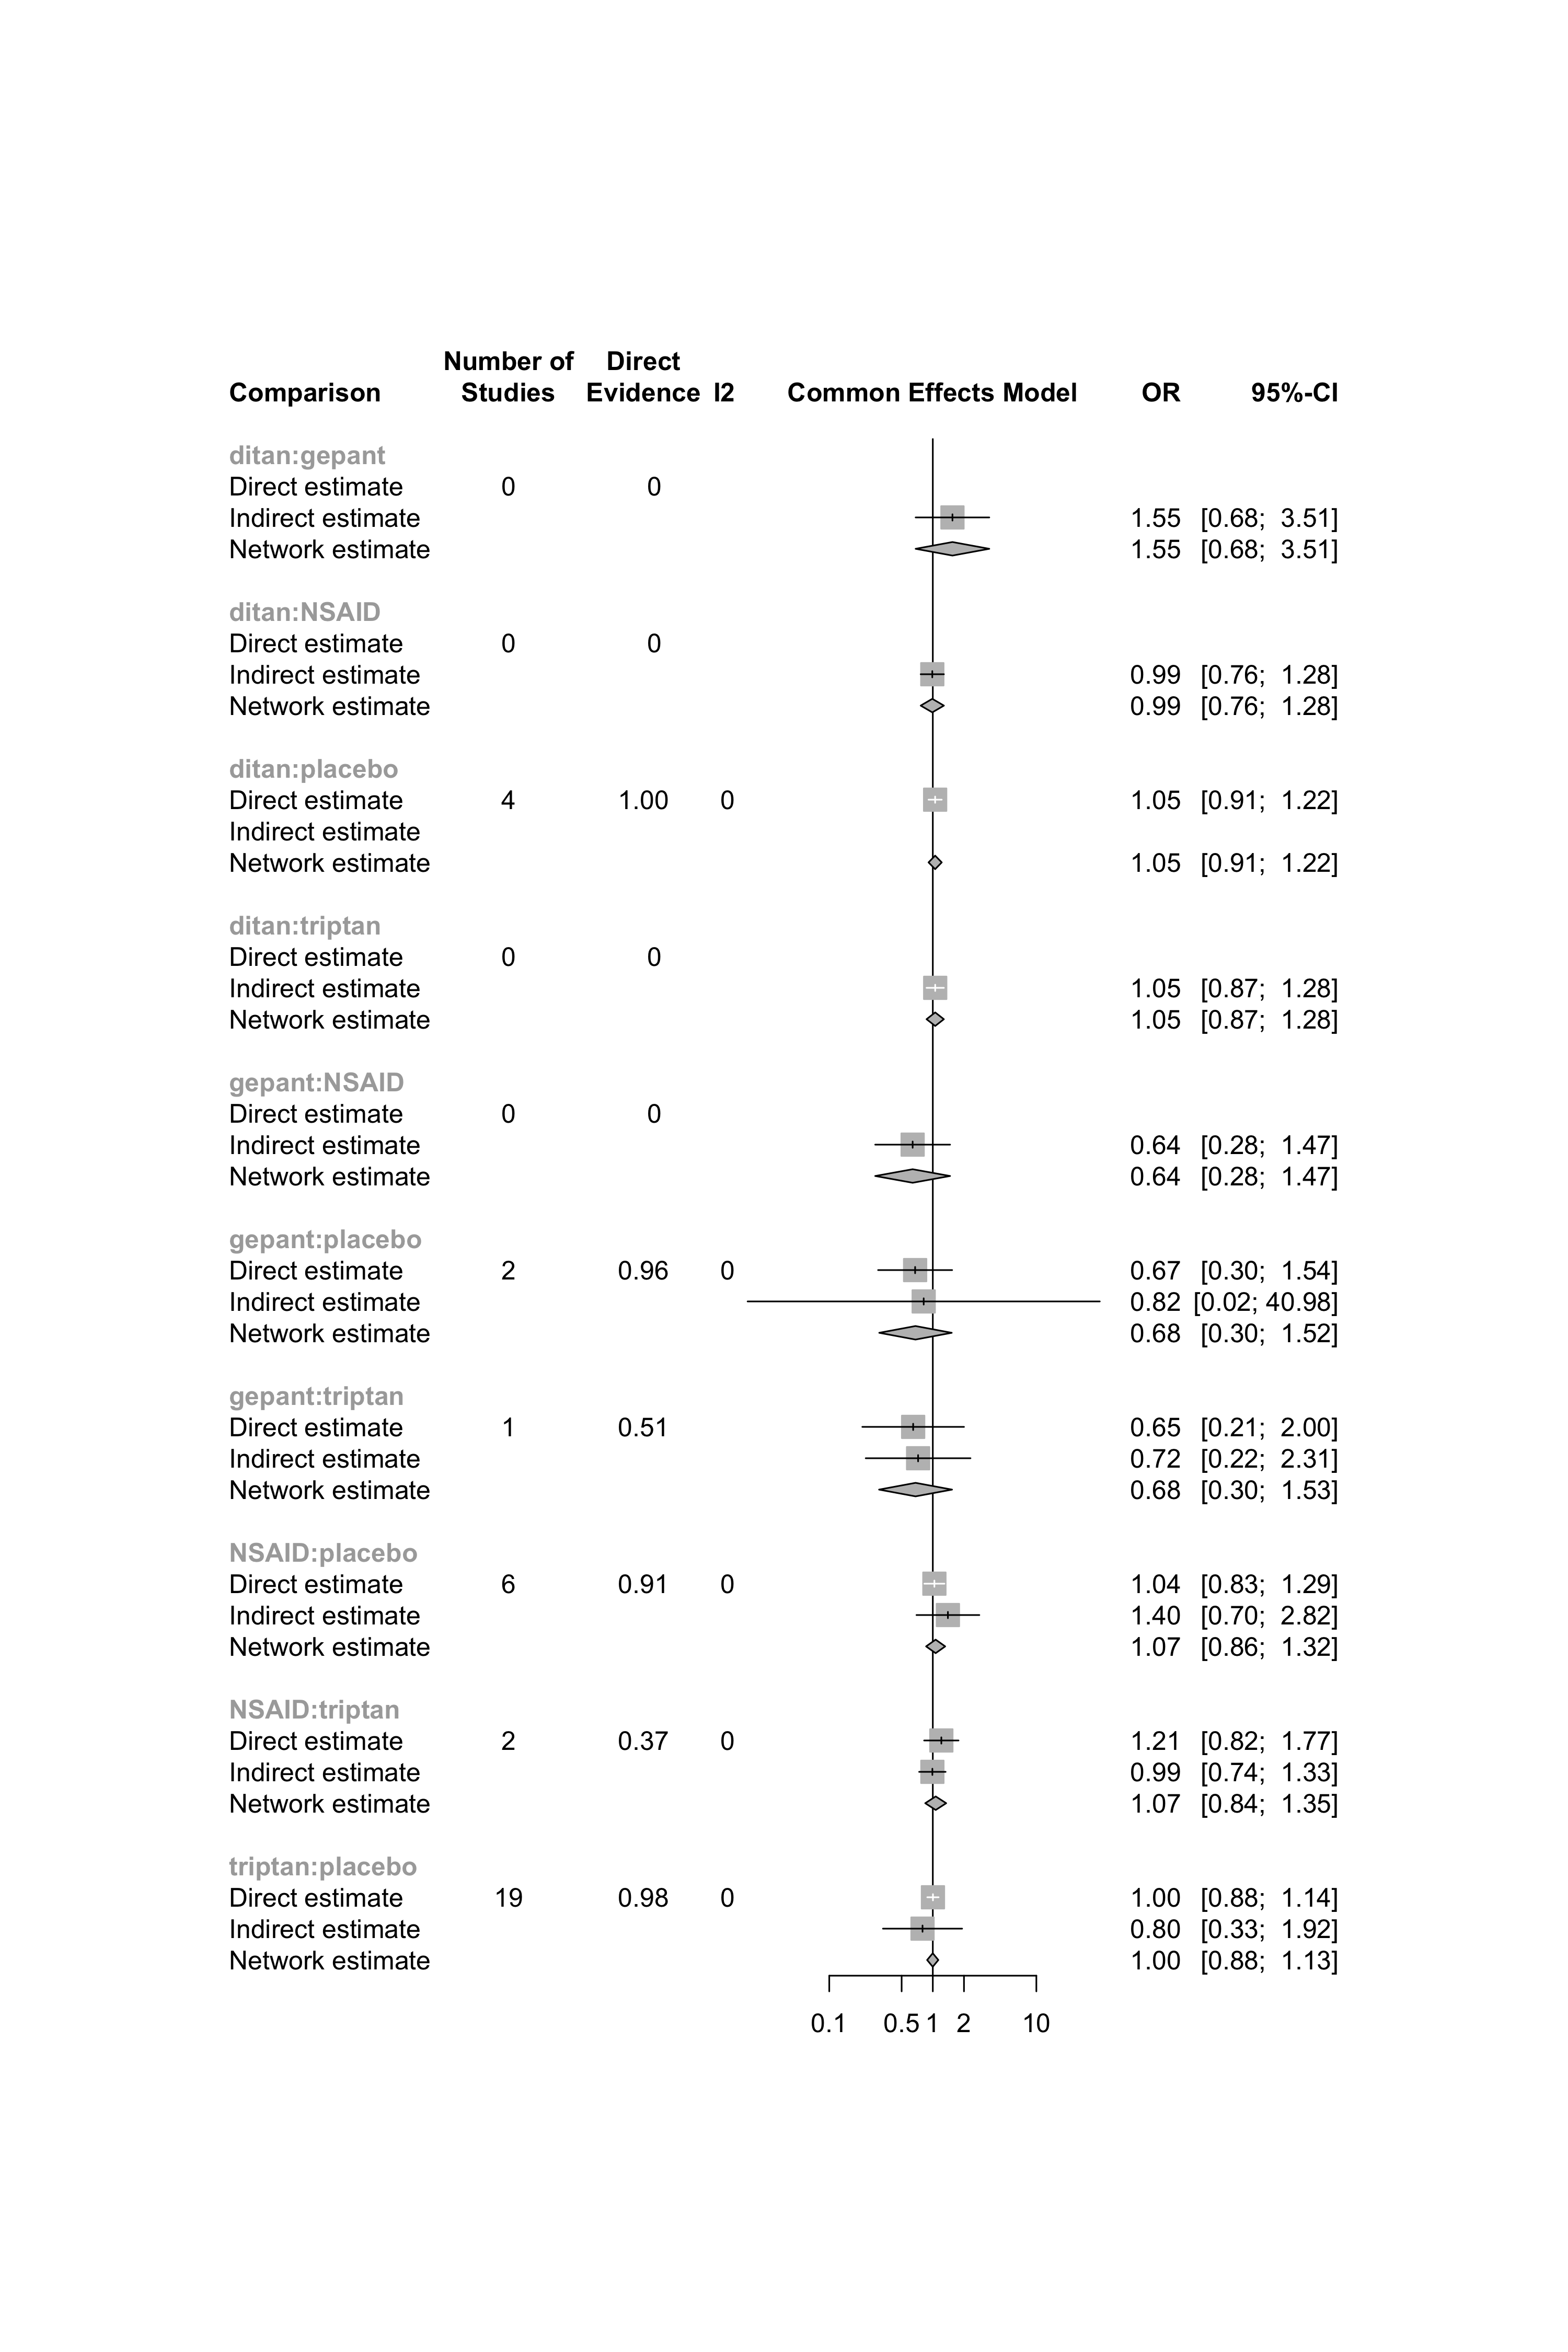 Number of Direct
Comparison Studies Evidence I2 Common Effects Model OR 95%-CI
ditan:gepant
Direct estimate 0 0
Indirect estimate 1.55 [0.68; 3.51]
Network estimate 1.55 [0.68; 3.51]
ditan:NSAID
Direct estimate 0 0
Indirect estimate 0.99 [0.76; 1.28]
Network estimate 0.99 [0.76; 1.28]
ditan:placebo
Direct estimate 4 1.00 0 1.05 [0.91; 1.22]
Indirect estimate
Network estimate 1.05 [0.91; 1.22]
ditan:triptan
Direct estimate 0 0
Indirect estimate 1.05 [0.87; 1.28]
Network estimate 1.05 [0.87; 1.28]
gepant:NSAID
Direct estimate 0 0
Indirect estimate 0.64 [0.28; 1.47]
Network estimate 0.64 [0.28; 1.47]
gepant:placebo
Direct estimate 2 0.96 0 0.67 [0.30; 1.54]
Indirect estimate 0.82 [0.02; 40.98]
Network estimate 0.68 [0.30; 1.52]
gepant:triptan
Direct estimate 1 0.51 0.65 [0.21; 2.00]
Indirect estimate 0.72 [0.22; 2.31]
Network estimate 0.68 [0.30; 1.53]
NSAID:placebo
Direct estimate 6 0.91 0 1.04 [0.83; 1.29]
Indirect estimate 1.40 [0.70; 2.82]
Network estimate 1.07 [0.86; 1.32]
NSAID:triptan
Direct estimate 2 0.37 0 1.21 [0.82; 1.77]
Indirect estimate 0.99 [0.74; 1.33]
Network estimate 1.07 [0.84; 1.35]
triptan:placebo
Direct estimate 19 0.98 0 1.00 [0.88; 1.14]
Indirect estimate 0.80 [0.33; 1.92]
Network estimate 1.00 [0.88; 1.13]
0.1 0.5 1 2 10